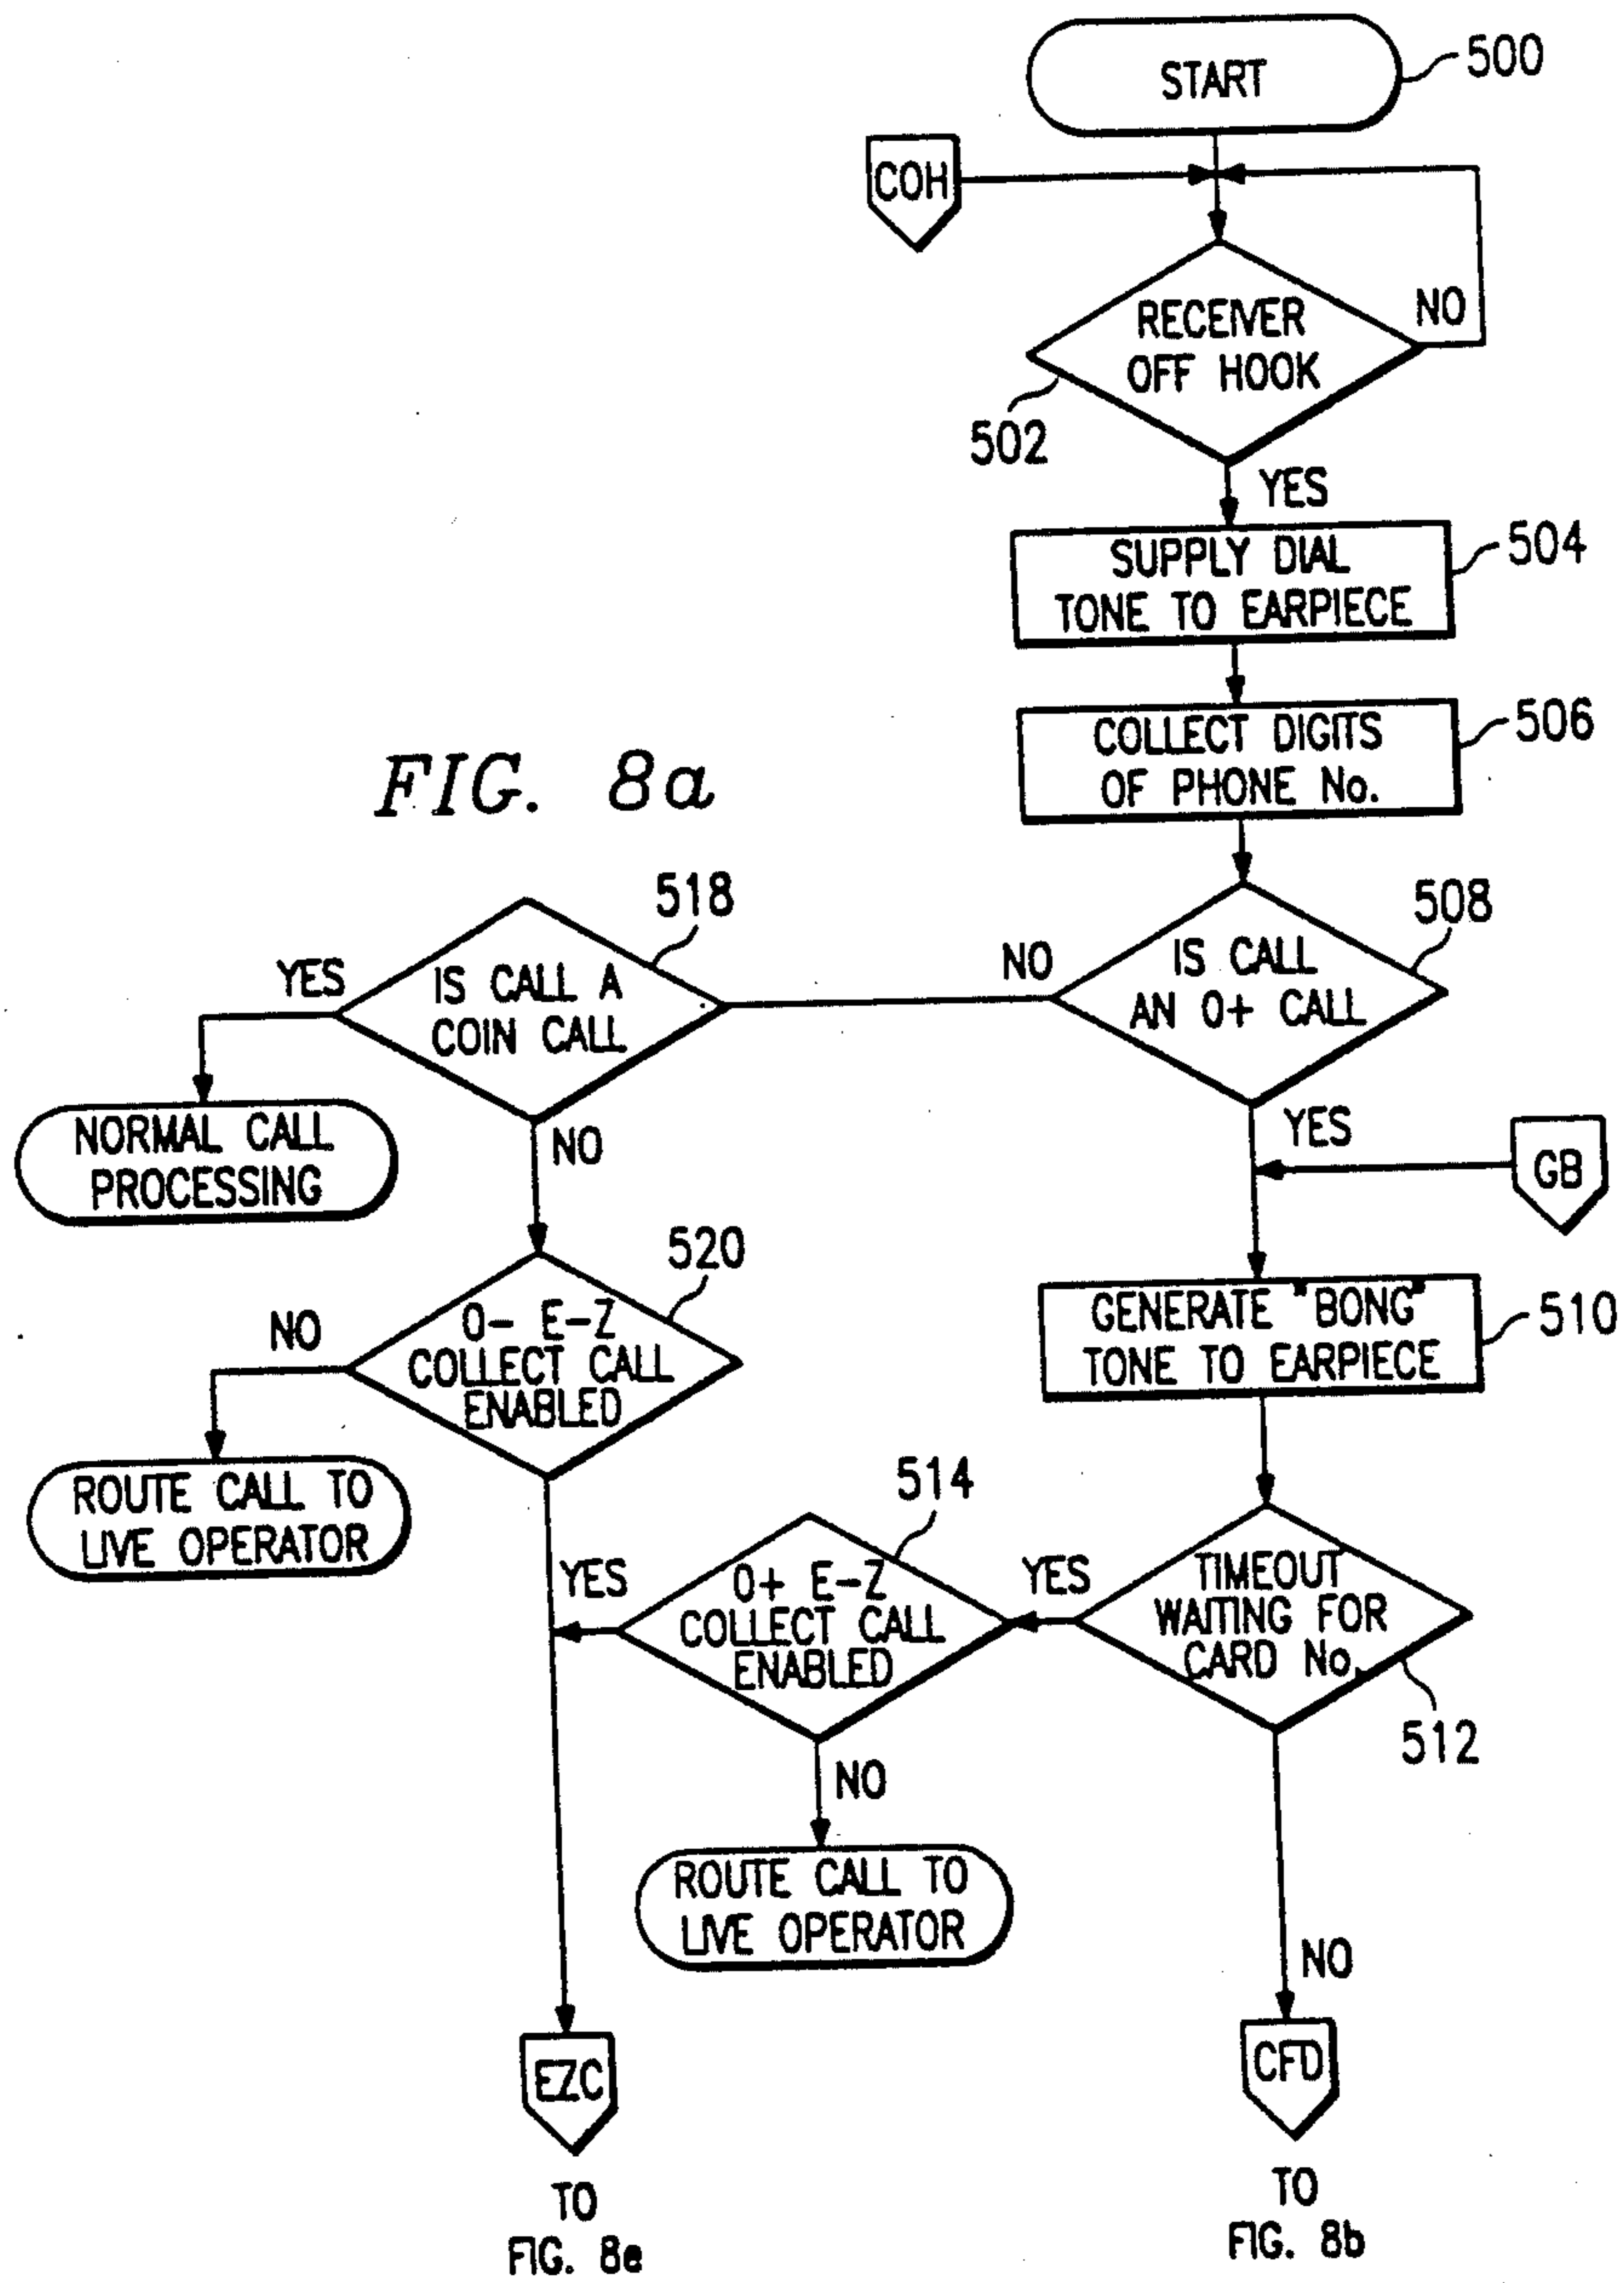 START
500
COH
RECEIVER
OFF HOOK
NO
502
YES
SUPPLY DIAL
TONE TO EARPIECE
504
COLLECT DIGITS
OF PHONE No.
506
FIG. 8a
518
508
YES
IS CALL A
COIN CALL
NO
IS CALL
AN 0+ CALL
NORMAL CALL
PROCESSING
NO
YES
GB
520
NO
0- E-Z
COLLECT CALL
ENABLED
GENERATE "BONG"
TONE TO EARPIECE
510
ROUTE CALL TO
LIVE OPERATOR
514
YES
0+ E-Z
COLLECT CALL
ENABLED
YES
TIMEOUT
WAITING FOR
CARD No.
512
NO
ROUTE CALL TO
LIVE OPERATOR
NO
EZC
CFD
TO
FIG. 8e
TO
FIG. 8b